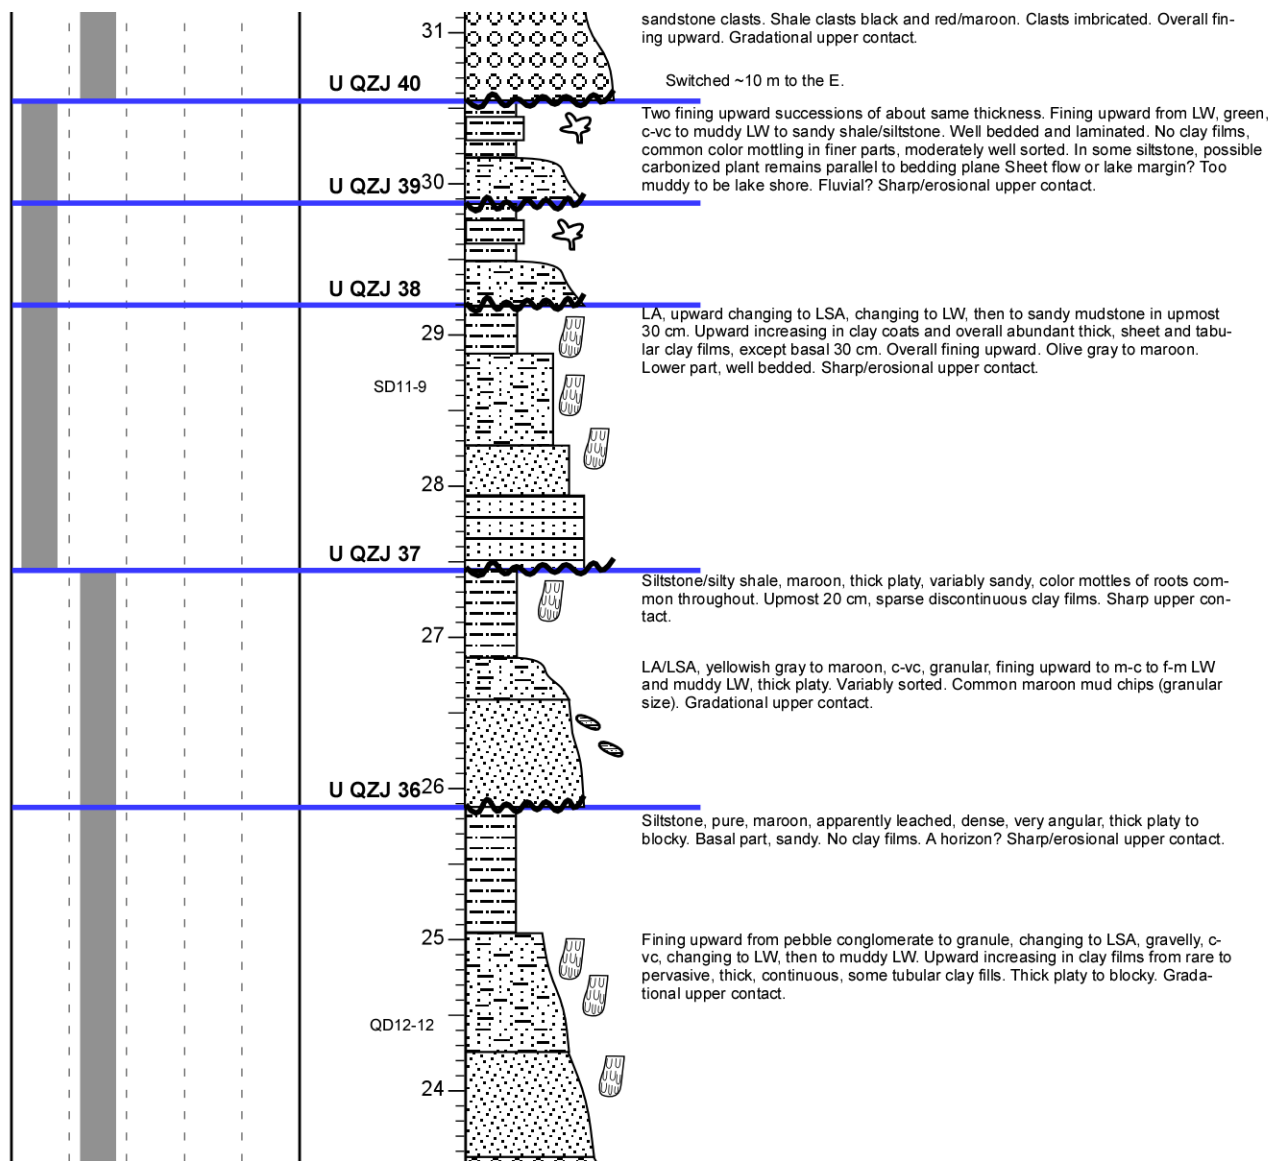 31
sandstone clasts. Shale clasts black and red/maroon. Clasts imbricated. Overall fin-
ing upward. Gradational upper contact.
U QZJ 40
Switched ~10 m to the E.
Two fining upward successions of about same thickness. Fining upward from LW, green,
c-vc to muddy LW to sandy shale/siltstone. Well bedded and laminated. No clay films,
common color mottling in finer parts, moderately well sorted. In some siltstone, possible
carbonized plant remains parallel to bedding plane Sheet flow or lake margin? Too
muddy to be lake shore. Fluvial? Sharp/erosional upper contact.
U QZJ 39
30
U QZJ 38
LA, upward changing to LSA, changing to LW, then to sandy mudstone in upmost
30 cm. Upward increasing in clay coats and overall abundant thick, sheet and tabu-
lar clay films, except basal 30 cm. Overall fining upward. Olive gray to maroon.
Lower part, well bedded. Sharp/erosional upper contact.
29
SD11-9
28
U QZJ 37
Siltstone/silty shale, maroon, thick platy, variably sandy, color mottles of roots com-
mon throughout. Upmost 20 cm, sparse discontinuous clay films. Sharp upper con-
tact.
27
LA/LSA, yellowish gray to maroon, c-vc, granular, fining upward to m-c to f-m LW
and muddy LW, thick platy. Variably sorted. Common maroon mud chips (granular
size). Gradational upper contact.
U QZJ 36
26
Siltstone, pure, maroon, apparently leached, dense, very angular, thick platy to
blocky. Basal part, sandy. No clay films. A horizon? Sharp/erosional upper contact.
25
Fining upward from pebble conglomerate to granule, changing to LSA, gravelly, c-
vc, changing to LW, then to muddy LW. Upward increasing in clay films from rare to
pervasive, thick, continuous, some tubular clay fills. Thick platy to blocky. Grada-
tional upper contact.
QD12-12
24